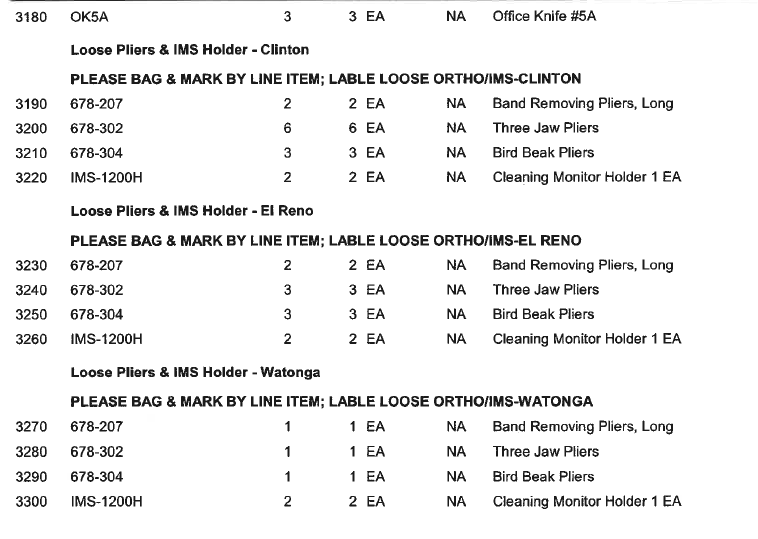 3180 OK5A 3 3 EA NA Office Knife #5A
Loose Pliers & IMS Holder - Clinton
PLEASE BAG & MARK BY LINE ITEM; LABLE LOOSE ORTHO/IMS-CLINTON
3190 678-207 2 2 EA NA Band Removing Pliers, Long
3200 678-302 6 6 EA NA Three Jaw Pliers
3210 678-304 3 3 EA NA Bird Beak Pliers
3220 IMS-1200H 2 2 EA NA Cleaning Monitor Holder 1 EA
Loose Pliers & IMS Holder - El Reno
PLEASE BAG & MARK BY LINE ITEM; LABLE LOOSE ORTHO/IMS-EL RENO
3230 678-207 2 2 EA NA Band Removing Pliers, Long
3240 678-302 3 3 EA NA Three Jaw Pliers
3250 678-304 3 3 EA NA Bird Beak Pliers
3260 IMS-1200H 2 2 EA NA Cleaning Monitor Holder 1 EA
Loose Pliers & IMS Holder - Watonga
PLEASE BAG & MARK BY LINE ITEM; LABLE LOOSE ORTHO/IMS-WATONGA
3270 678-207 1 1 EA NA Band Removing Pliers, Long
3280 678-302 1 1 EA NA Three Jaw Pliers
3290 678-304 1 1 EA NA Bird Beak Pliers
3300 IMS-1200H 2 2 EA NA Cleaning Monitor Holder 1 EA